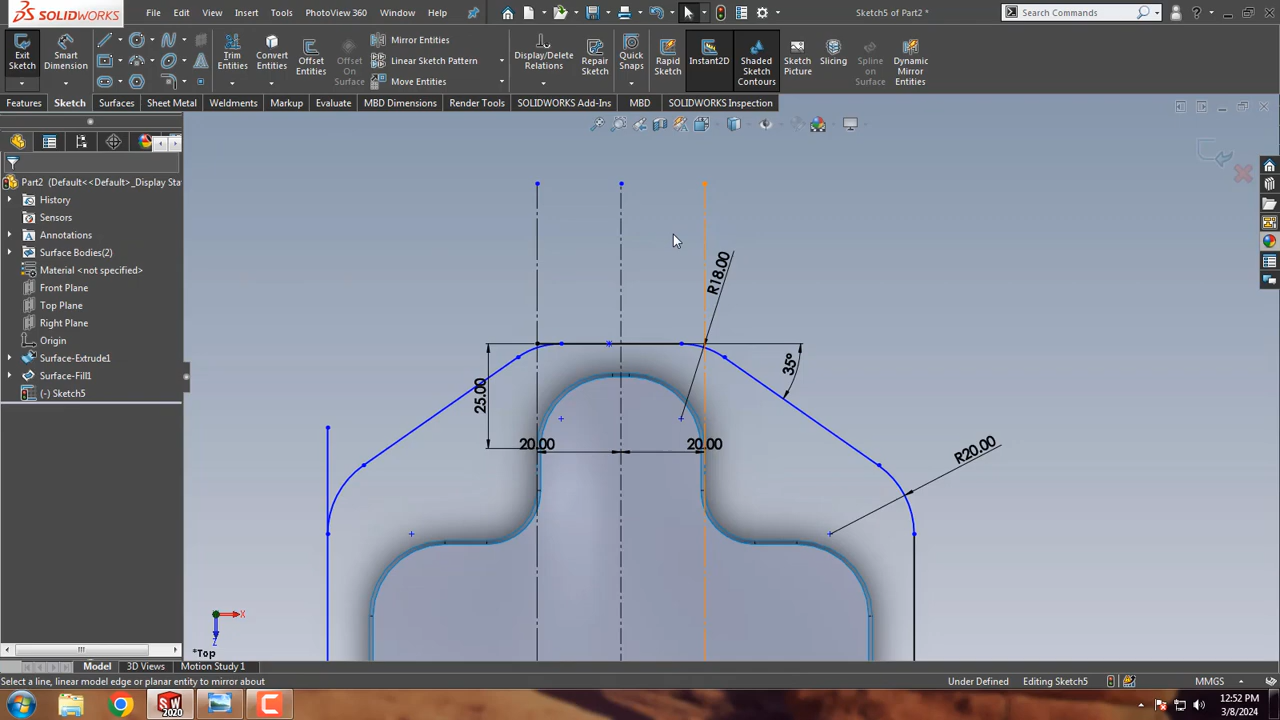 SOLIDWORKS
File Edit View Insert Tools PhotoView 360 Window Help
Sketch5 of Part2 *
Search Commands
Exit Sketch
Smart Dimension
Trim Entities
Convert Entities
Offset Entities
Offset On Surface
Mirror Entities
Linear Sketch Pattern
Move Entities
Display/Delete Relations
Repair Sketch
Quick Snaps
Rapid Sketch
Instant2D
Shaded Sketch Contours
Sketch Picture
Slicing
Spline on Surface
Dynamic Mirror Entities
Features Sketch Surfaces Sheet Metal Weldments Markup Evaluate MBD Dimensions Render Tools SOLIDWORKS Add-Ins MBD SOLIDWORKS Inspection
Part2 (Default<<Default>_Display Sta
History
Sensors
Annotations
Surface Bodies(2)
Material <not specified>
Front Plane
Top Plane
Right Plane
Origin
Surface-Extrude1
Surface-Fill1
(-) Sketch5
R18.00
35°
25.00
20.00
20.00
R20.00
X
Z
*Top
Model 3D Views Motion Study 1
Select a line, linear model edge or planar entity to mirror about
Under Defined
Editing Sketch5
MMGS
SW
2020
12:52 PM
3/8/2024